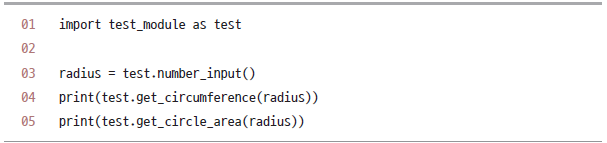 01 import test_module as test
02
03 radius = test.number_input()
04 print(test.get_circumference(radius))
05 print(test.get_circle_area(radius))